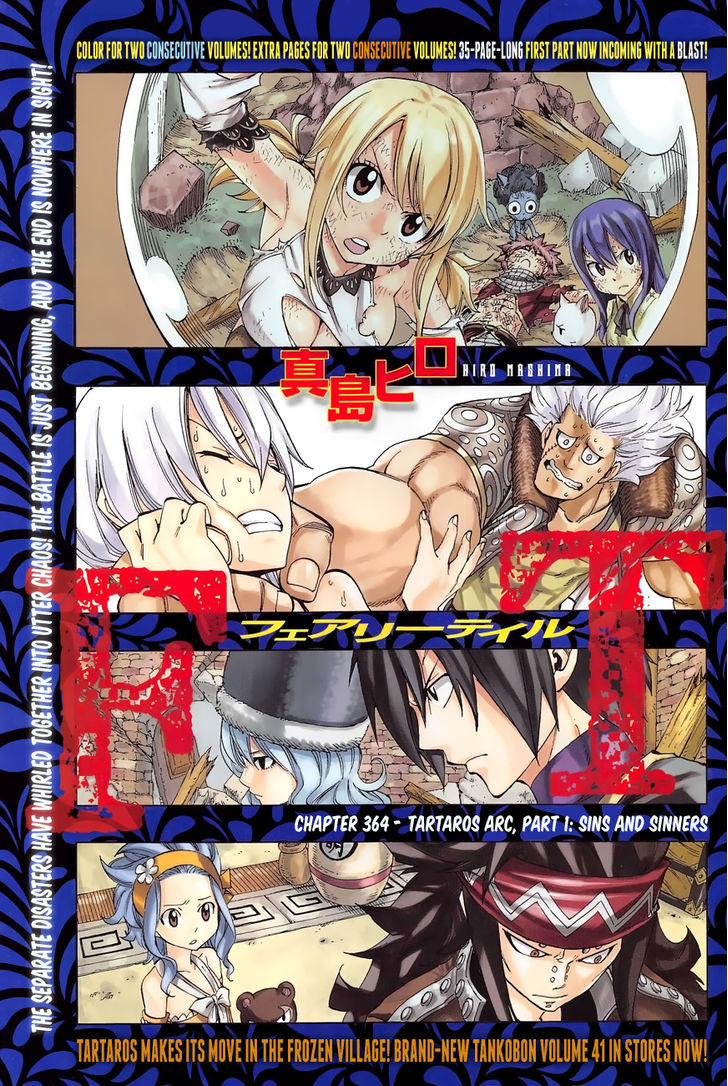 COLOR FOR TWO CONSECUTIVE VOLUMES! EXTRA PAGES FOR TWO CONSECUTIVE VOLUMES! 35-PAGE-LONG FIRST PART NOW INCOMING WITH A BLAST!
THE SEPARATE DISASTERS HAVE WHIRLED TOGETHER INTO UTTER CHAOS! THE BATTLE IS JUST BEGINNING, AND THE END IS NOWHERE IN SIGHT!
真島ヒロ
HIRO MASHIMA
FT
フェアリーテイル
CHAPTER 364 - TARTAROS ARC, PART 1: SINS AND SINNERS
TARTAROS MAKES ITS MOVE IN THE FROZEN VILLAGE! BRAND-NEW TANKOBON VOLUME 41 IN STORES NOW!